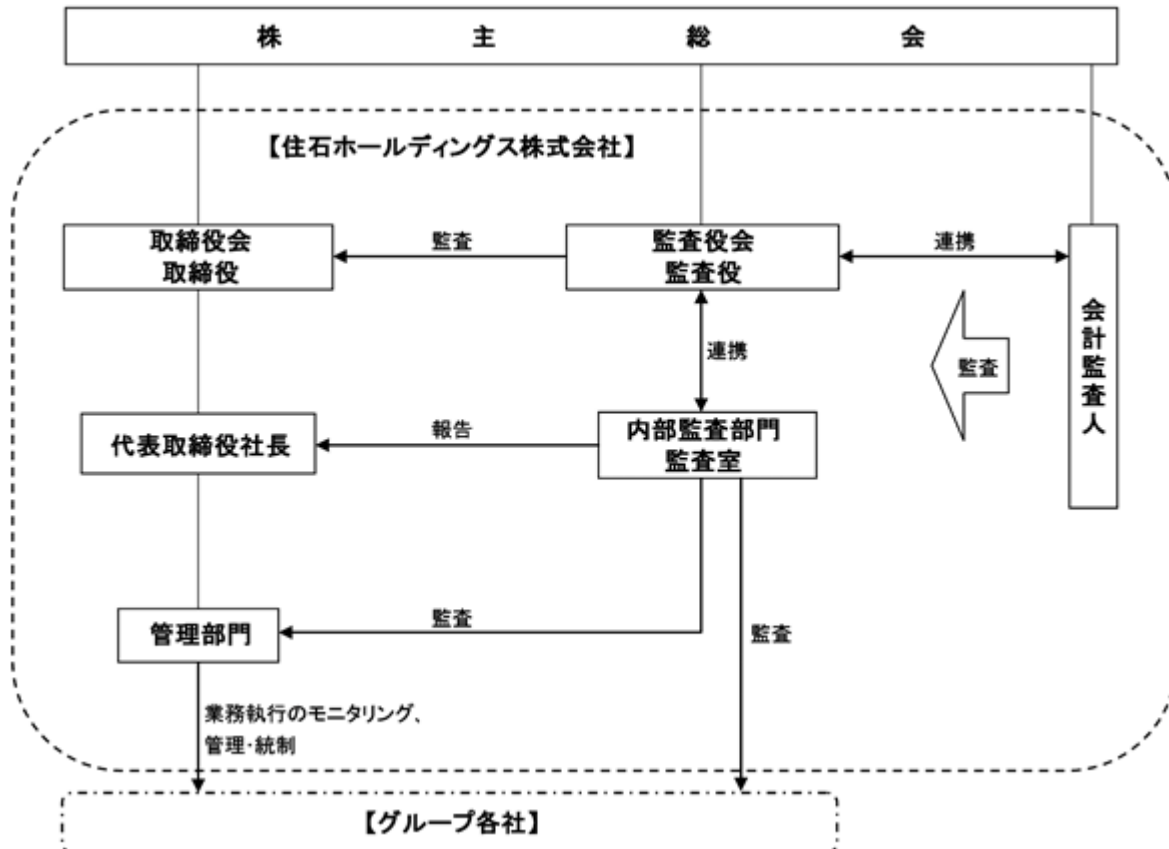 株主総会
【住石ホールディングス株式会社】
取締役会
取締役
監査
監査役会
監査役
連携
会計監査人
連携
監査
代表取締役社長
報告
内部監査部門
監査室
管理部門
監査
監査
業務執行のモニタリング、
管理・統制
【グループ各社】